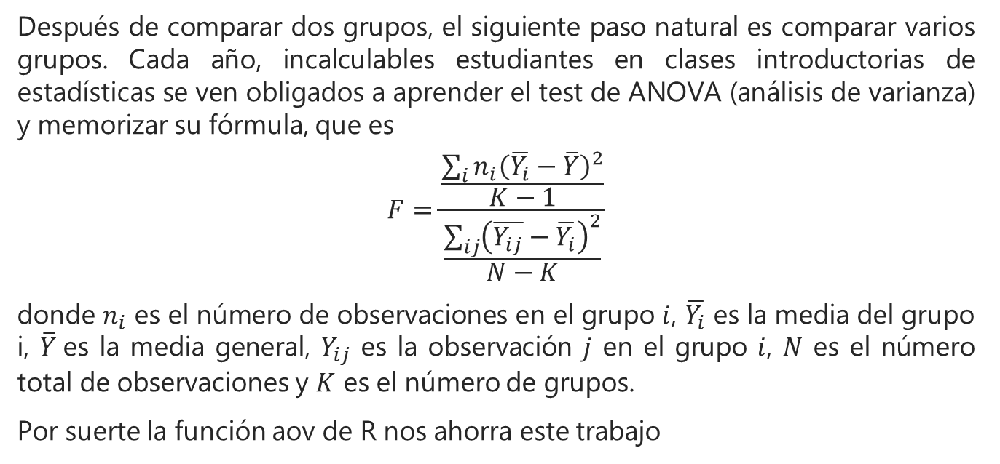 Después de comparar dos grupos, el siguiente paso natural es comparar varios
grupos. Cada año, incalculables estudiantes en clases introductorias de
estadísticas se ven obligados a aprender el test de ANOVA (análisis de varianza)
y memorizar su fórmula, que es
$$F = \frac{\frac{\sum_i n_i (\overline{Y_i} - \bar{Y})^2}{K - 1}}{\frac{\sum_{ij} \left(\overline{Y_{ij}} - \overline{Y_i}\right)^2}{N - K}}$$
donde $n_i$ es el número de observaciones en el grupo $i$, $\overline{Y_i}$ es la media del grupo
i, $\bar{Y}$ es la media general, $Y_{ij}$ es la observación $j$ en el grupo $i$, $N$ es el número
total de observaciones y $K$ es el número de grupos.
Por suerte la función aov de R nos ahorra este trabajo